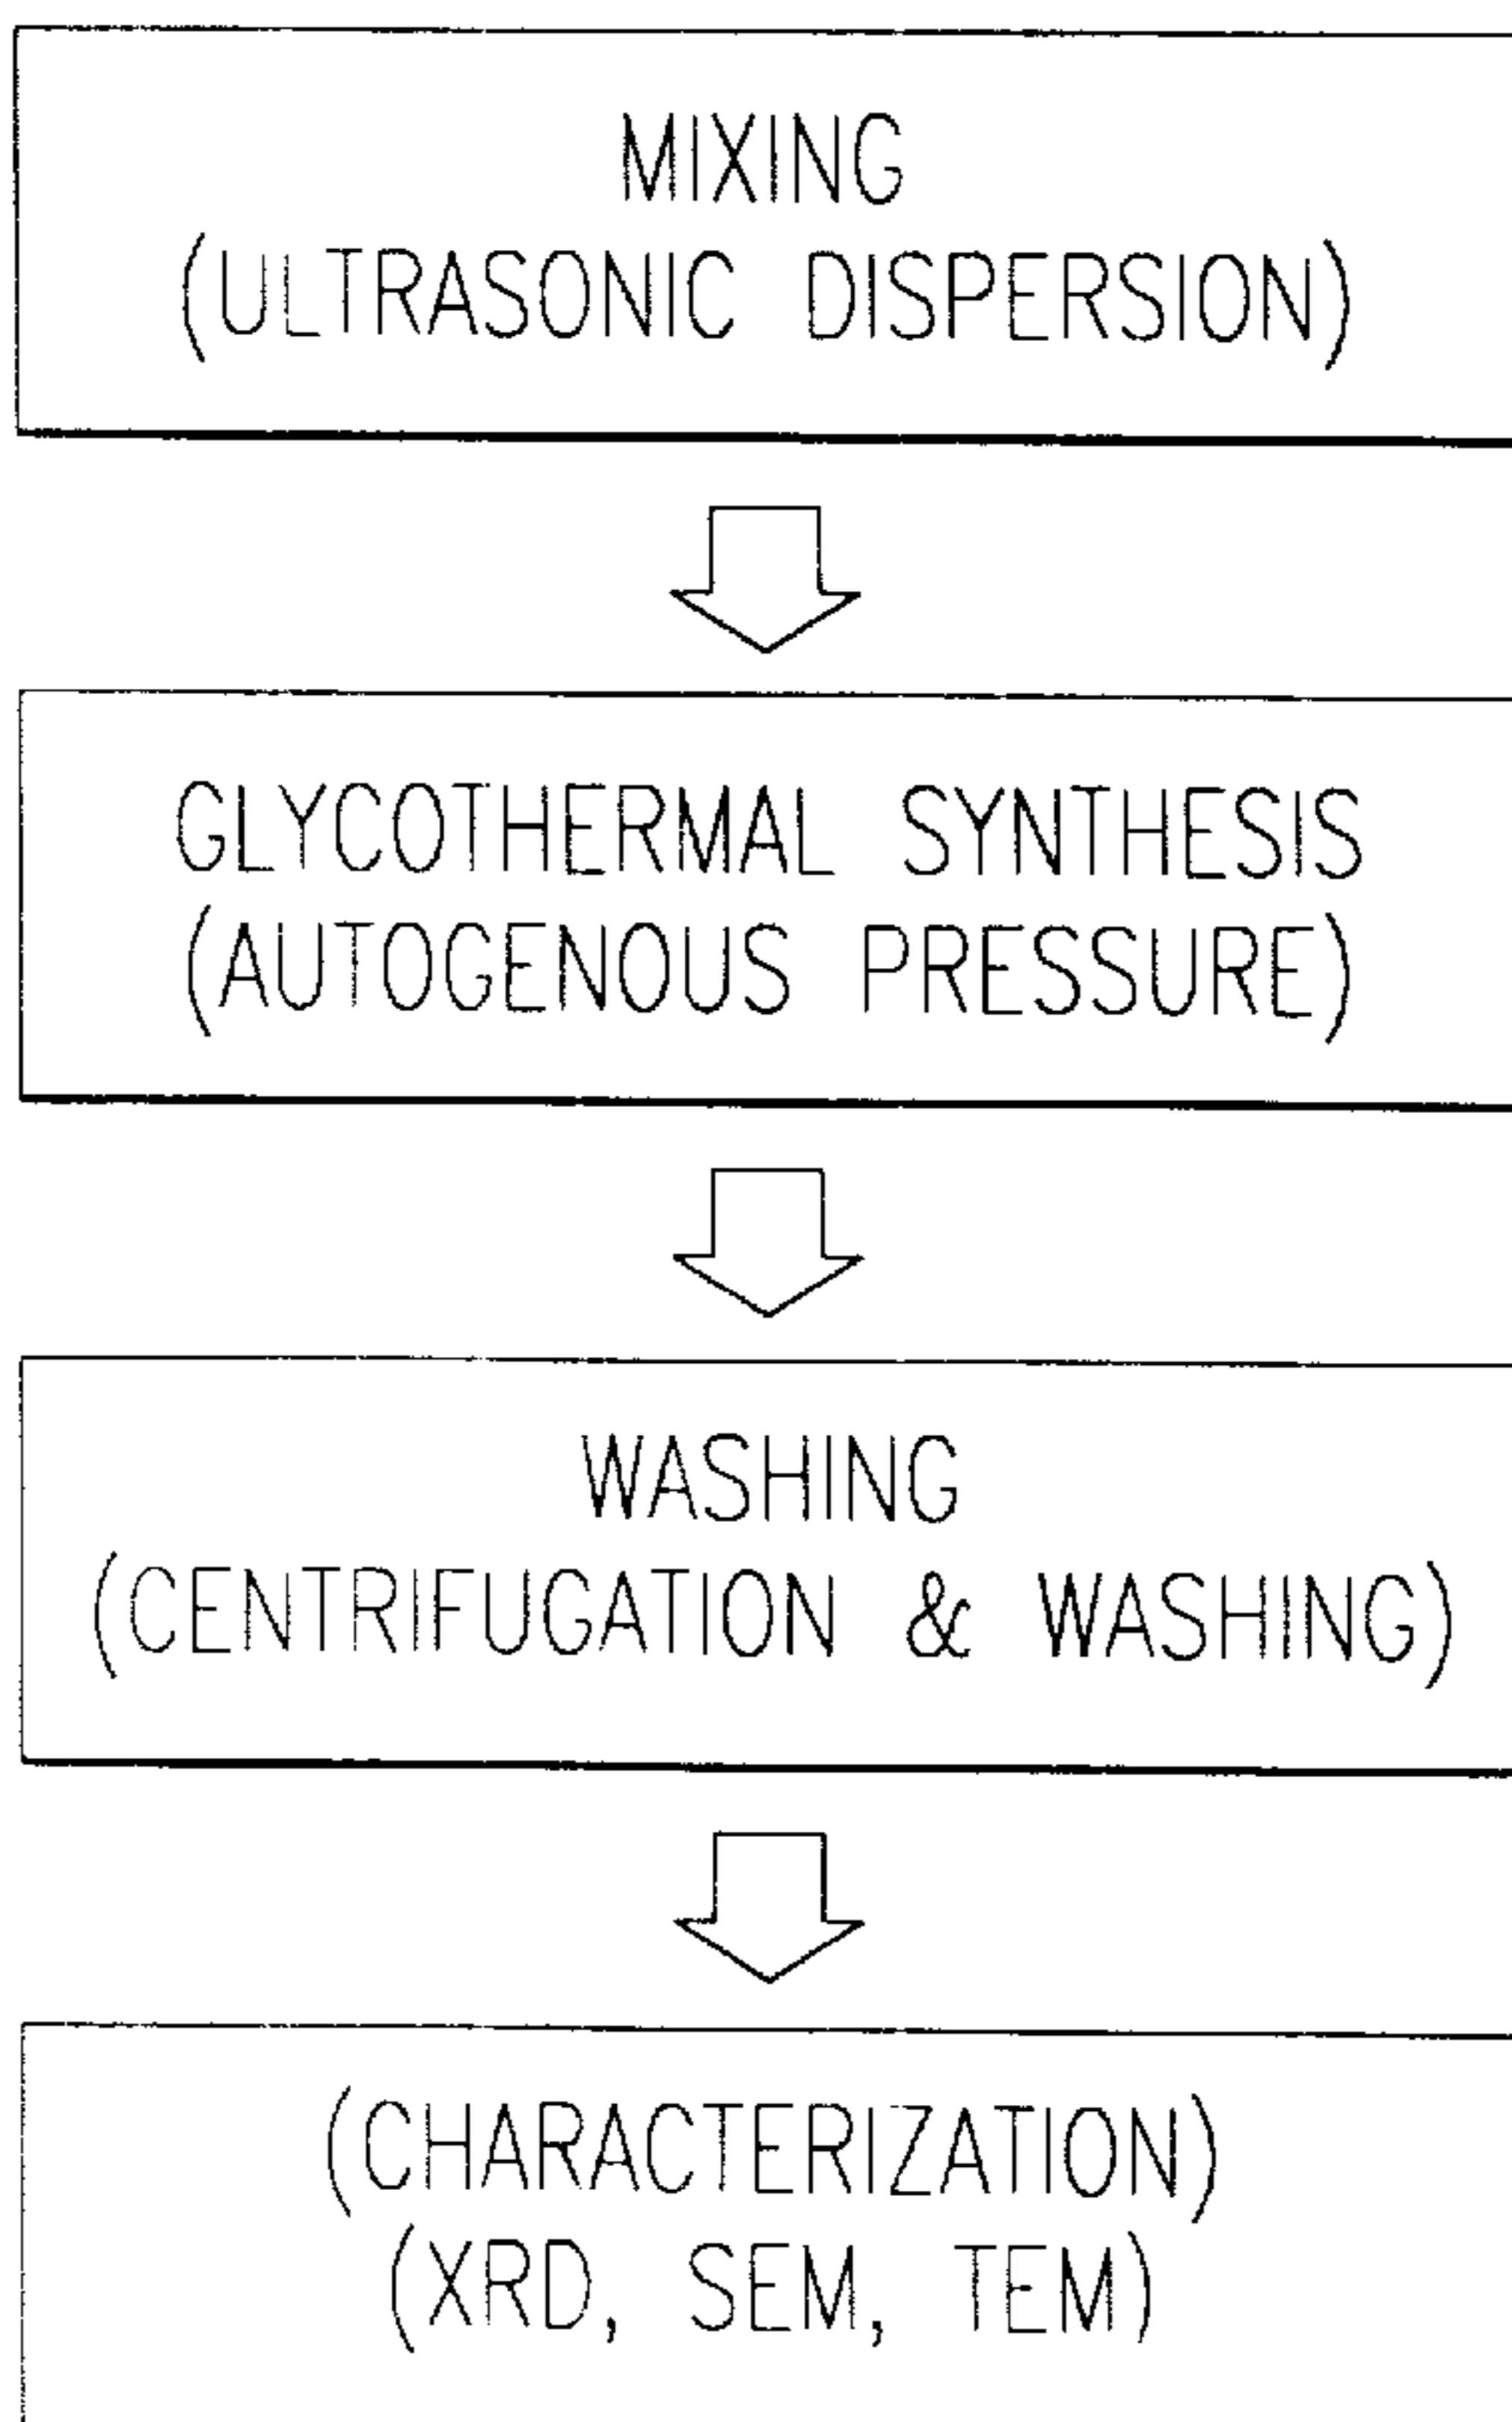 MIXING
(ULTRASONIC DISPERSION)
GLYCOTHERMAL SYNTHESIS
(AUTOGENOUS PRESSURE)
WASHING
(CENTRIFUGATION & WASHING)
(CHARACTERIZATION)
(XRD, SEM, TEM)